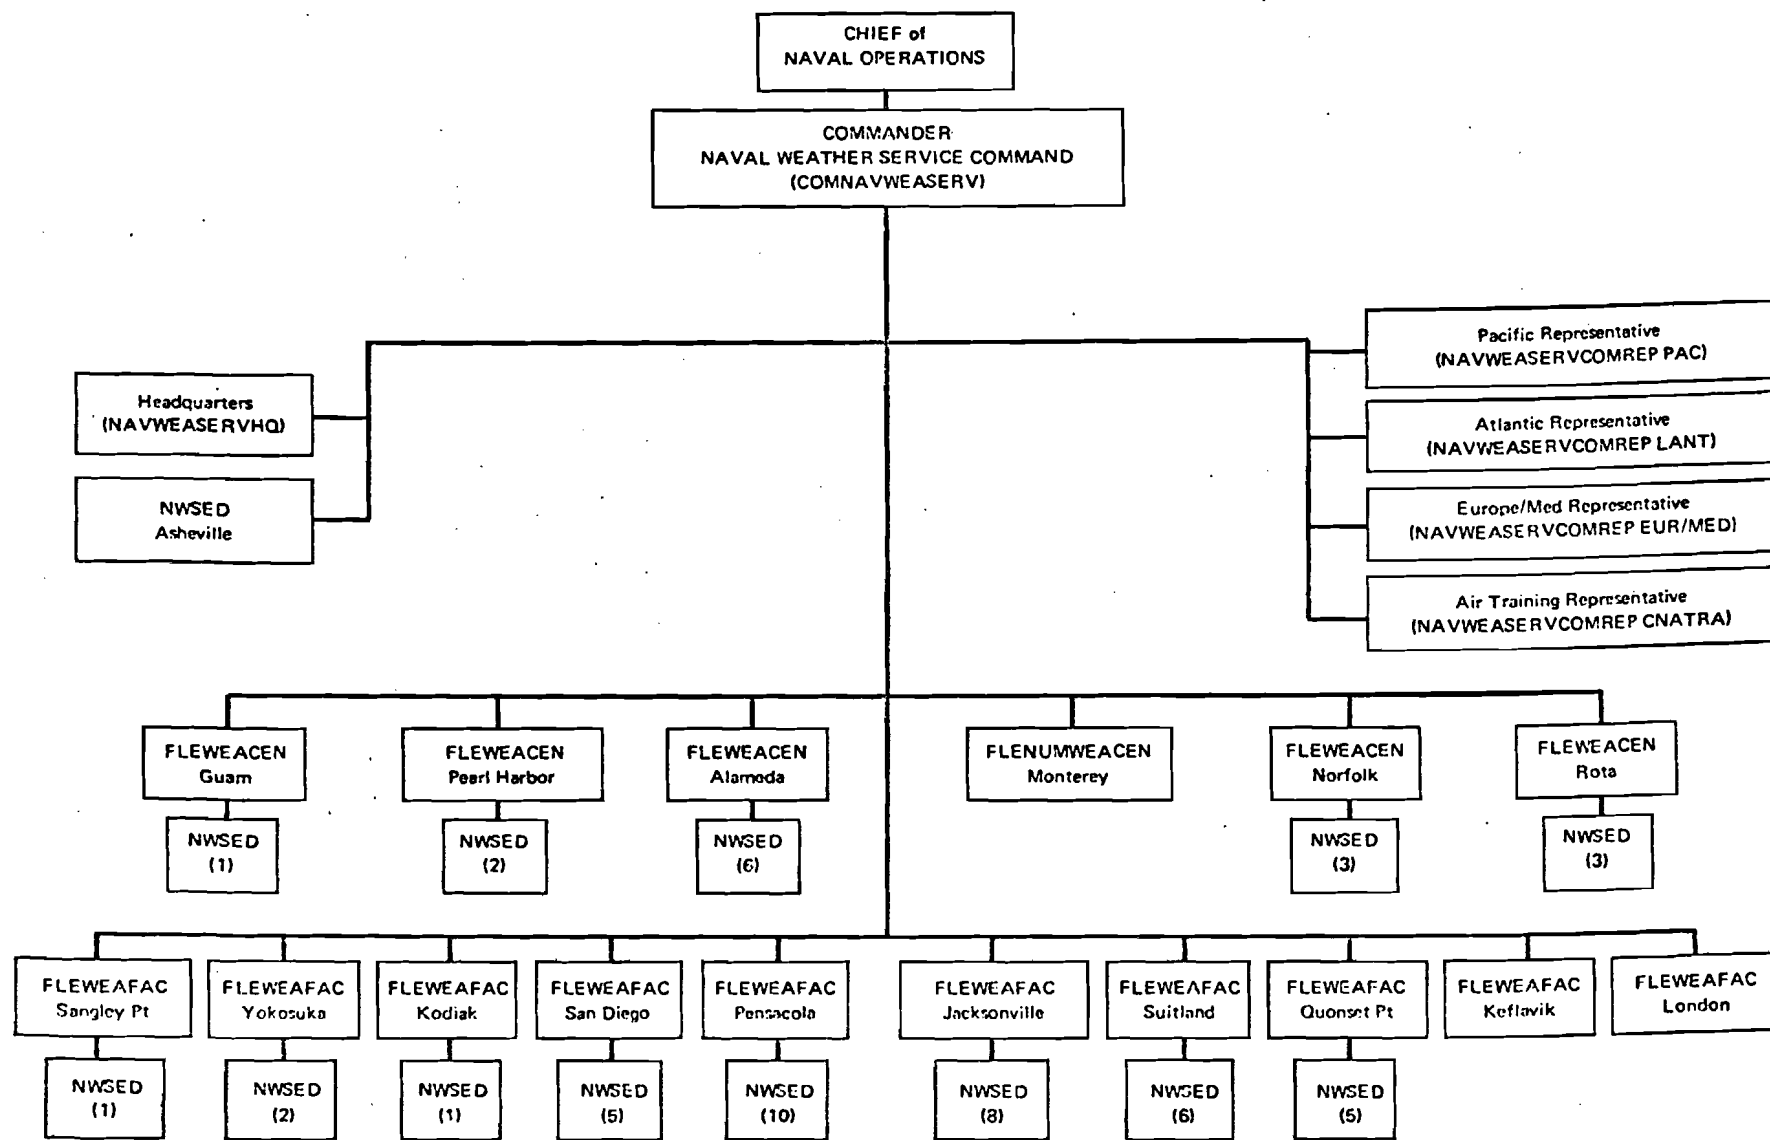 CHIEF of
NAVAL OPERATIONS
COMMANDER
NAVAL WEATHER SERVICE COMMAND
(COMNAVWEASERV)
Pacific Representative
(NAVWEASERVCOMREP PAC)
Headquarters
(NAVWEASERVHQ)
Atlantic Representative
(NAVWEASERVCOMREP LANT)
NWSED
Asheville
Europe/Med Representative
(NAVWEASERVCOMREP EUR/MED)
Air Training Representative
(NAVWEASERVCOMREP CNATRA)
FLEWEACEN
Guam
FLEWEACEN
Pearl Harbor
FLEWEACEN
Alameda
FLENUMWEACEN
Monterey
FLEWEACEN
Norfolk
FLEWEACEN
Rota
NWSED
(1)
NWSED
(2)
NWSED
(6)
NWSED
(3)
NWSED
(3)
FLEWEAFAC
Sangley Pt
FLEWEAFAC
Yokosuka
FLEWEAFAC
Kodiak
FLEWEAFAC
San Diego
FLEWEAFAC
Pensacola
FLEWEAFAC
Jacksonville
FLEWEAFAC
Suitland
FLEWEAFAC
Quonset Pt
FLEWEAFAC
Keflavik
FLEWEAFAC
London
NWSED
(1)
NWSED
(2)
NWSED
(1)
NWSED
(5)
NWSED
(10)
NWSED
(8)
NWSED
(6)
NWSED
(5)